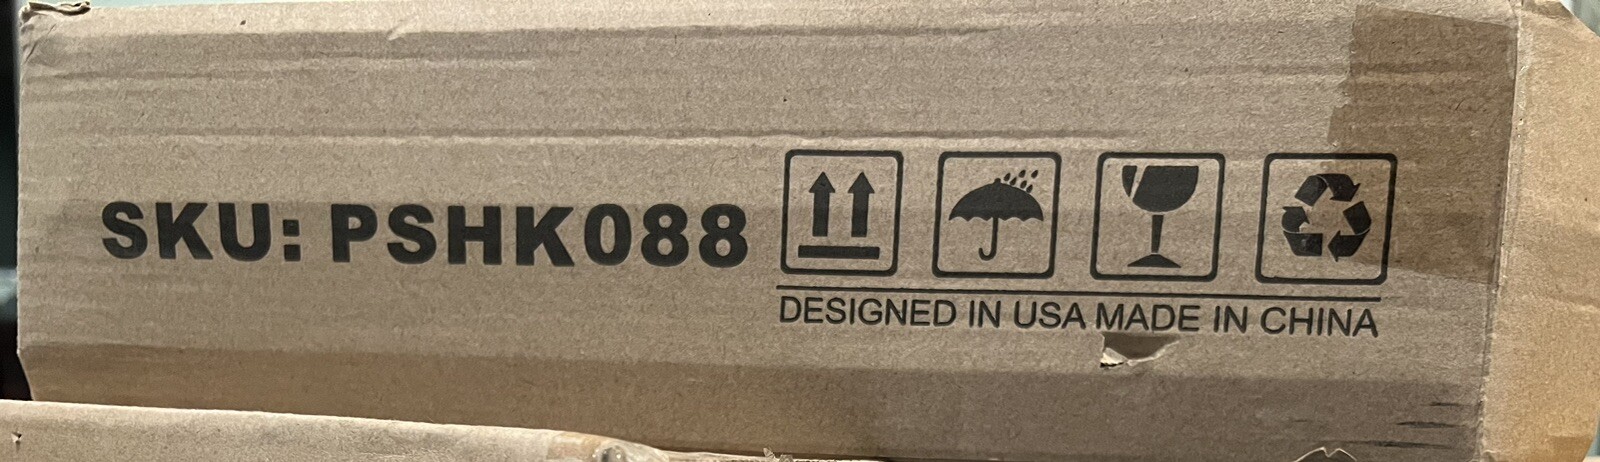 SKU: PSHK088
DESIGNED IN USA MADE IN CHINA